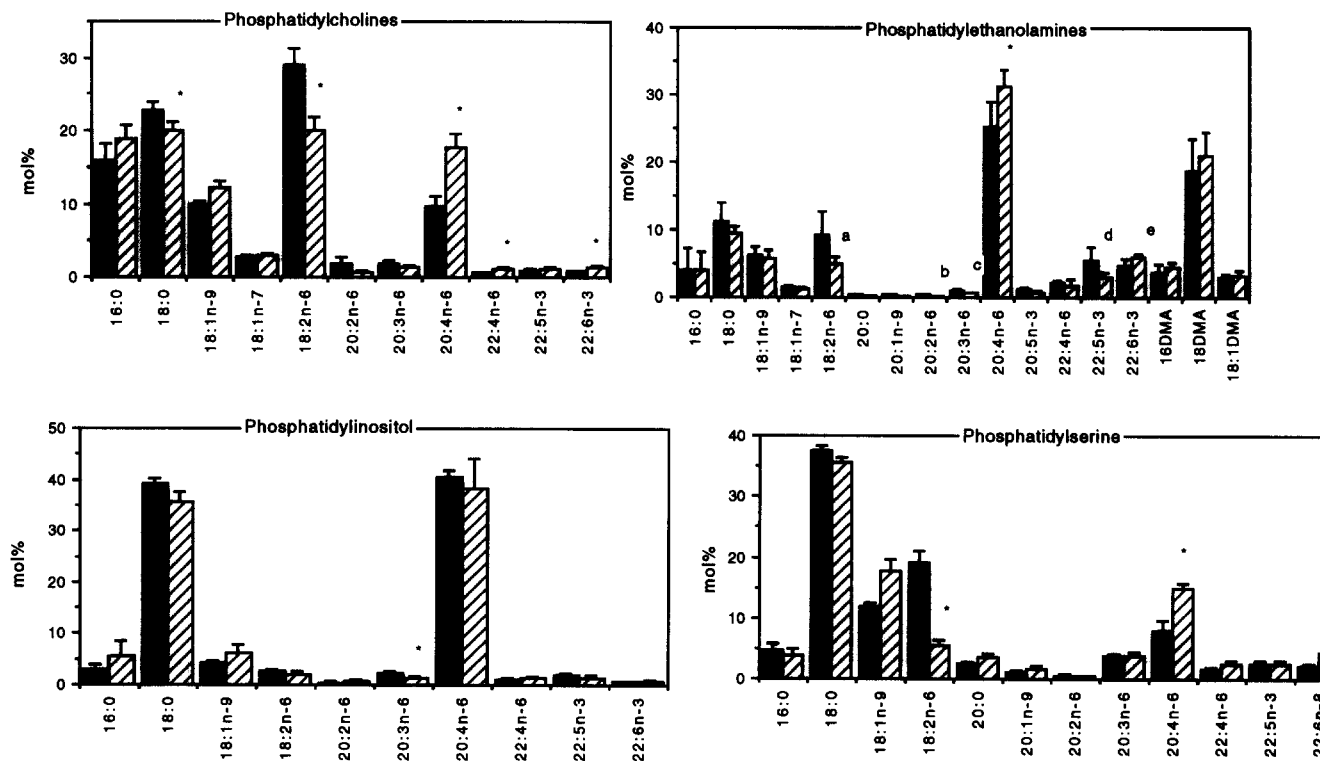 Phosphatidylcholines
mol%
30
20
10
0
*
*
*
*
*
16:0
18:0
18:1n-9
18:1n-7
18:2n-6
20:2n-6
20:3n-6
20:4n-6
22:4n-6
22:5n-3
22:6n-3
Phosphatidylethanolamines
mol%
40
30
20
10
0
a
b
c
*
d
e
16:0
18:0
18:1n-9
18:1n-7
18:2n-6
20:0
20:1n-9
20:2n-6
20:3n-6
20:4n-6
20:5n-3
22:4n-6
22:5n-3
22:6n-3
16DMA
18DMA
18:1DMA
Phosphatidylinositol
mol%
50
40
30
20
10
0
*
16:0
18:0
18:1n-9
18:2n-6
20:2n-6
20:3n-6
20:4n-6
22:4n-6
22:5n-3
22:6n-3
Phosphatidylserine
mol%
40
30
20
10
0
*
*
16:0
18:0
18:1n-9
18:2n-6
20:0
20:1n-9
20:2n-6
20:3n-6
20:4n-6
22:4n-6
22:5n-3